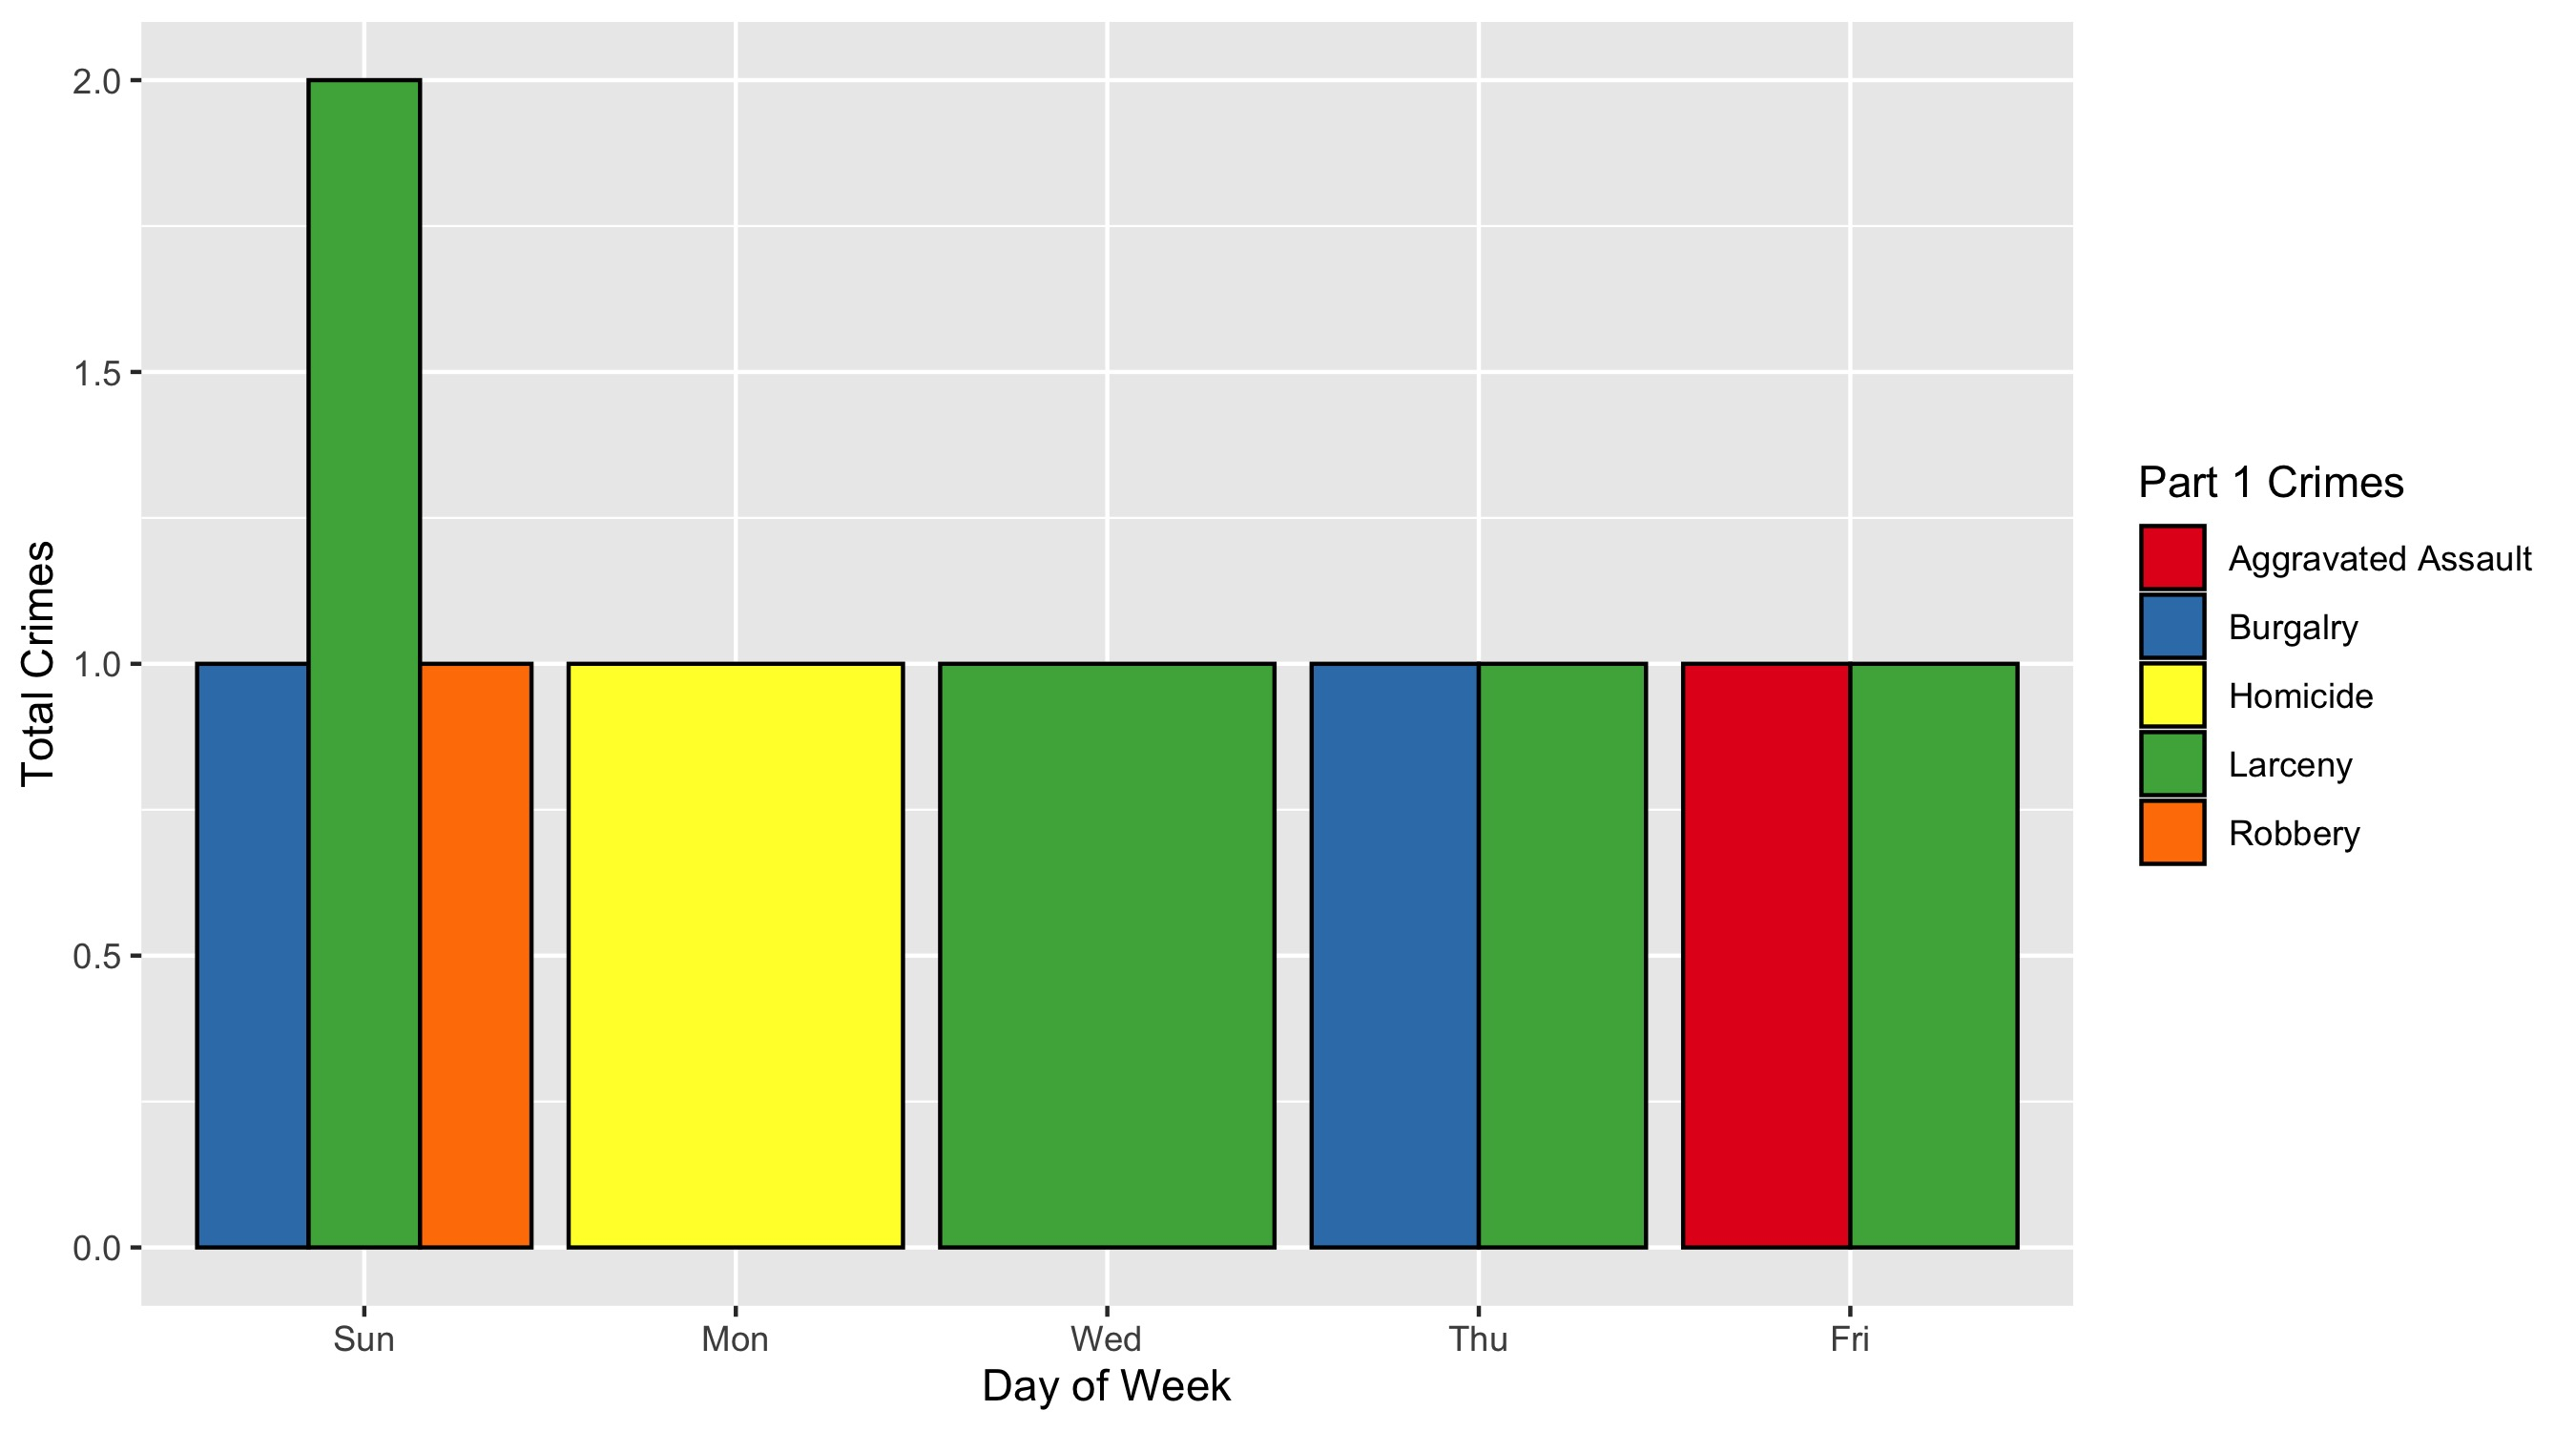 2.0
1.5
1.0
0.5
0.0
Total Crimes
Sun Mon Wed Thu Fri
Day of Week
Part 1 Crimes
Aggravated Assault
Burgalry
Homicide
Larceny
Robbery